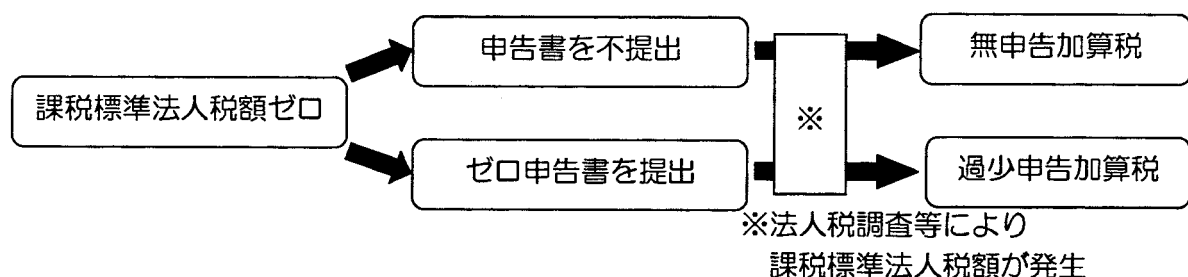 申告書を不提出
無申告加算税
課税標準法人税額ゼロ
※
ゼロ申告書を提出
過少申告加算税
※法人税調査等により
課税標準法人税額が発生